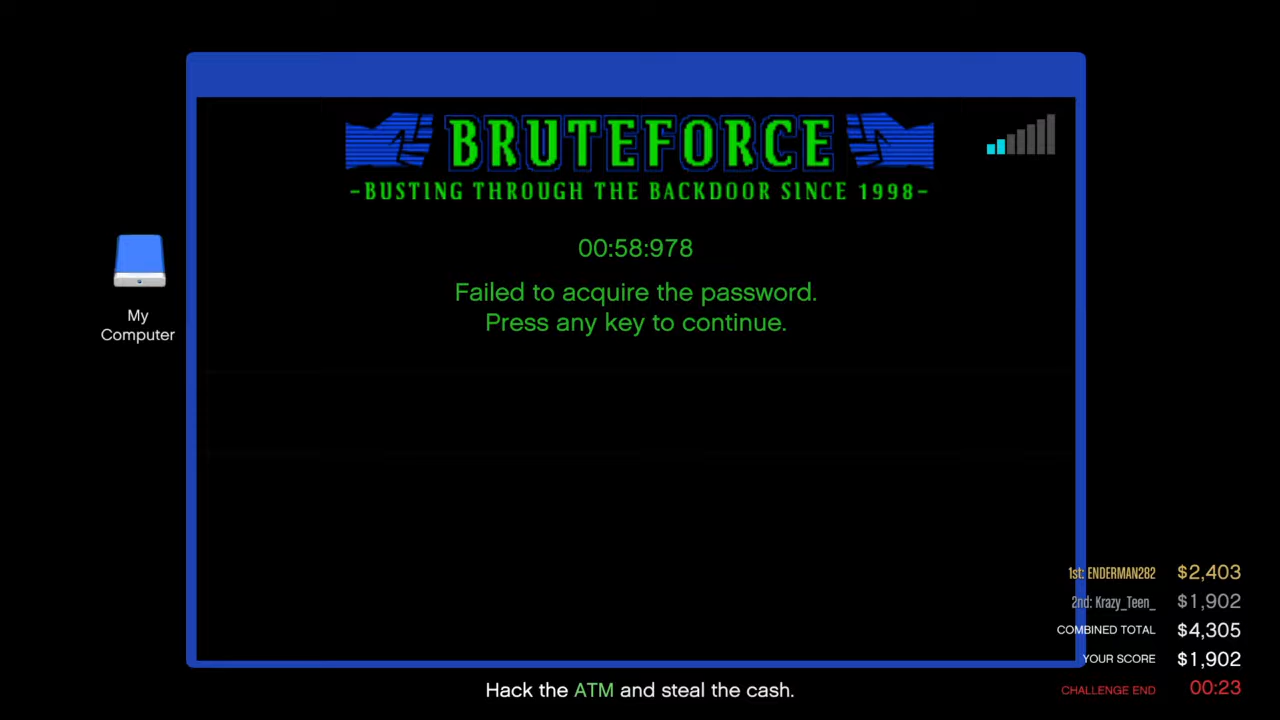 BRUTEFORCE
-BUSTING THROUGH THE BACKDOOR SINCE 1998-
00:58:978
Failed to acquire the password.
Press any key to continue.
My
Computer
1st: ENDERMAN282 $2,403
2nd: Krazy_Teen_ $1,902
COMBINED TOTAL $4,305
YOUR SCORE $1,902
CHALLENGE END 00:23
Hack the ATM and steal the cash.